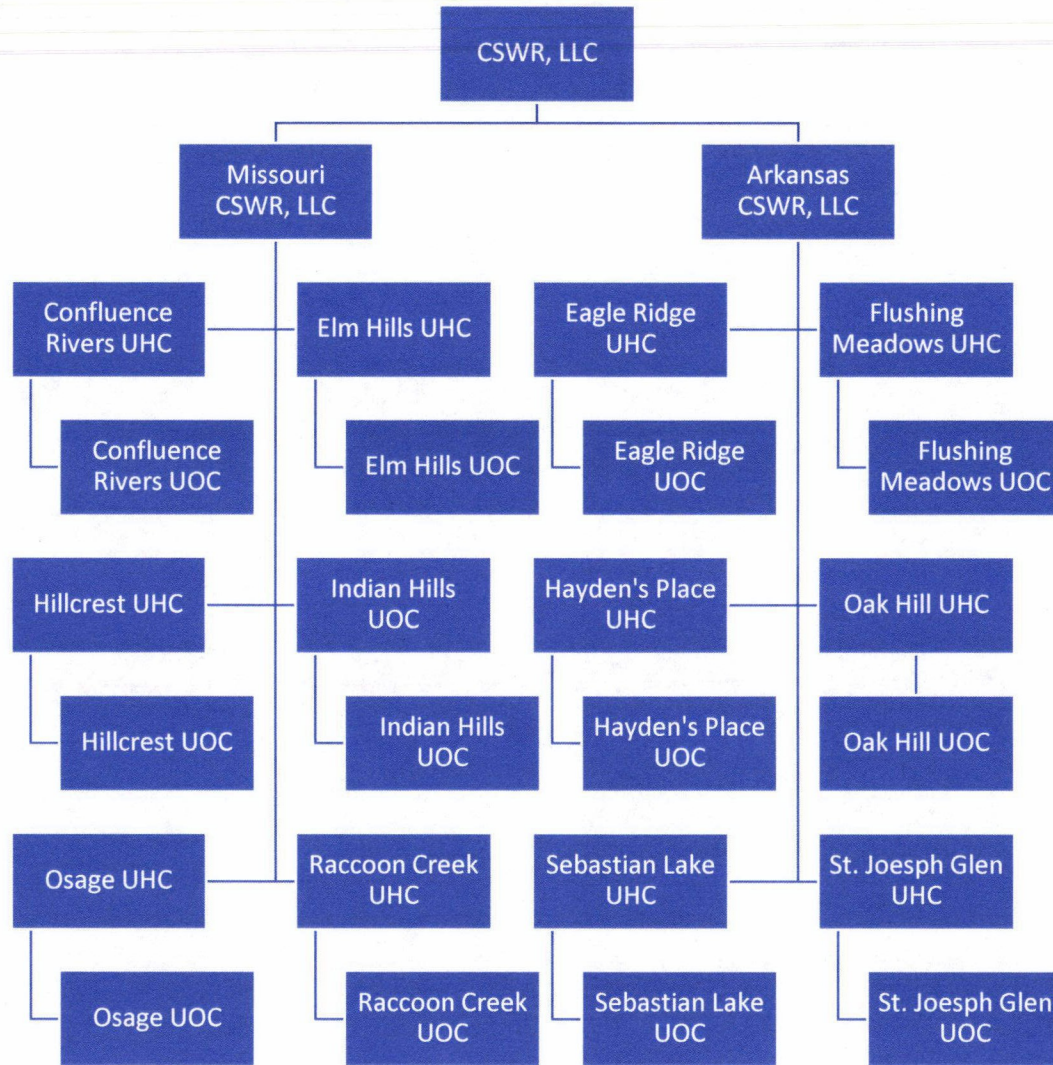 CSWR, LLC
Missouri
CSWR, LLC
Arkansas
CSWR, LLC
Confluence
Rivers UHC
Elm Hills UHC
Eagle Ridge
UHC
Flushing
Meadows UHC
Confluence
Rivers UOC
Elm Hills UOC
Eagle Ridge
UOC
Flushing
Meadows UOC
Hillcrest UHC
Indian Hills
UOC
Hayden's Place
UHC
Oak Hill UHC
Hillcrest UOC
Indian Hills
UOC
Hayden's Place
UOC
Oak Hill UOC
Osage UHC
Raccoon Creek
UHC
Sebastian Lake
UHC
St. Joesph Glen
UHC
Osage UOC
Raccoon Creek
UOC
Sebastian Lake
UOC
St. Joesph Glen
UOC